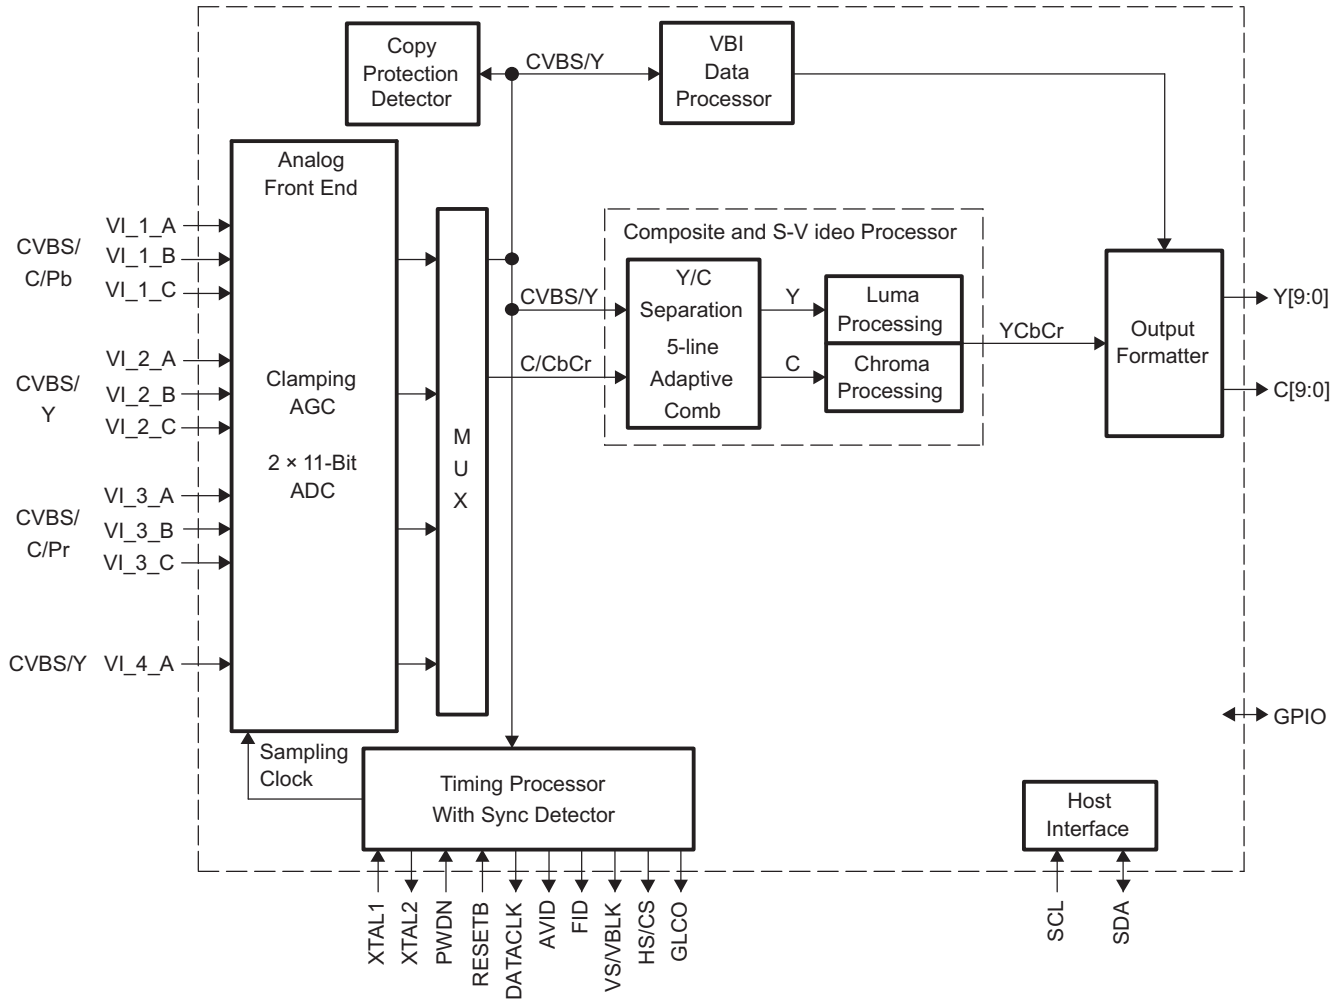 Copy
Protection
Detector
CVBS/Y
VBI
Data
Processor
Analog
Front End
CVBS/
C/Pb
VI_1_A
VI_1_B
VI_1_C
CVBS/
Y
VI_2_A
VI_2_B
VI_2_C
CVBS/
C/Pr
VI_3_A
VI_3_B
VI_3_C
CVBS/Y
VI_4_A
Clamping
AGC
2 × 11-Bit
ADC
M
U
X
CVBS/Y
C/CbCr
Composite and S-V ideo Processor
Y/C
Separation
5-line
Adaptive
Comb
Y
C
Luma
Processing
Chroma
Processing
YCbCr
Output
Formatter
Y[9:0]
C[9:0]
GPIO
Sampling
Clock
Timing Processor
With Sync Detector
Host
Interface
XTAL1
XTAL2
PWDN
RESETB
DATACLK
AVID
FID
VS/VBLK
HS/CS
GLCO
SCL
SDA